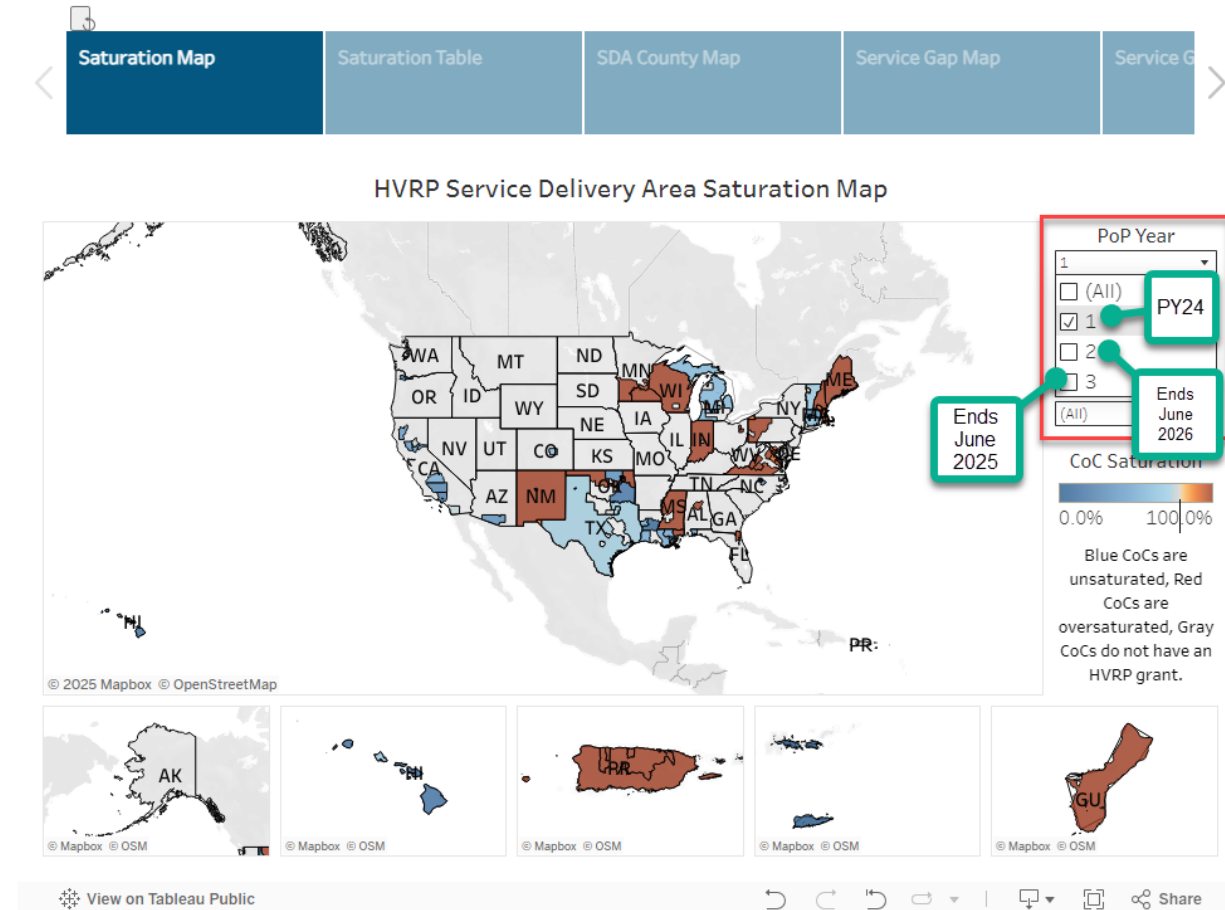 Saturation Map
Saturation Table
SDA County Map
Service Gap Map
Service G
HVRP Service Delivery Area Saturation Map
PoP Year
1
(All)
1
2
3
(All)
PY24
Ends
June
2026
Ends
June
2025
CoC Saturation
0.0%
100.0%
Blue CoCs are
unsaturated, Red
CoCs are
oversaturated, Gray
CoCs do not have an
HVRP grant.
WA
MT
ND
MN
OR
ID
SD
WI
MI
ME
WY
NY
NE
IA
NV
UT
CO
KS
MO
IL
IN
WV
CA
AZ
NM
OK
TN
NC
TX
MS
AL
GA
FL
HI
PR
© 2025 Mapbox © OpenStreetMap
AK
© Mapbox © OSM
HI
© Mapbox © OSM
PR
© Mapbox © OSM
© Mapbox © OSM
GU
© Mapbox © OSM
View on Tableau Public
Share